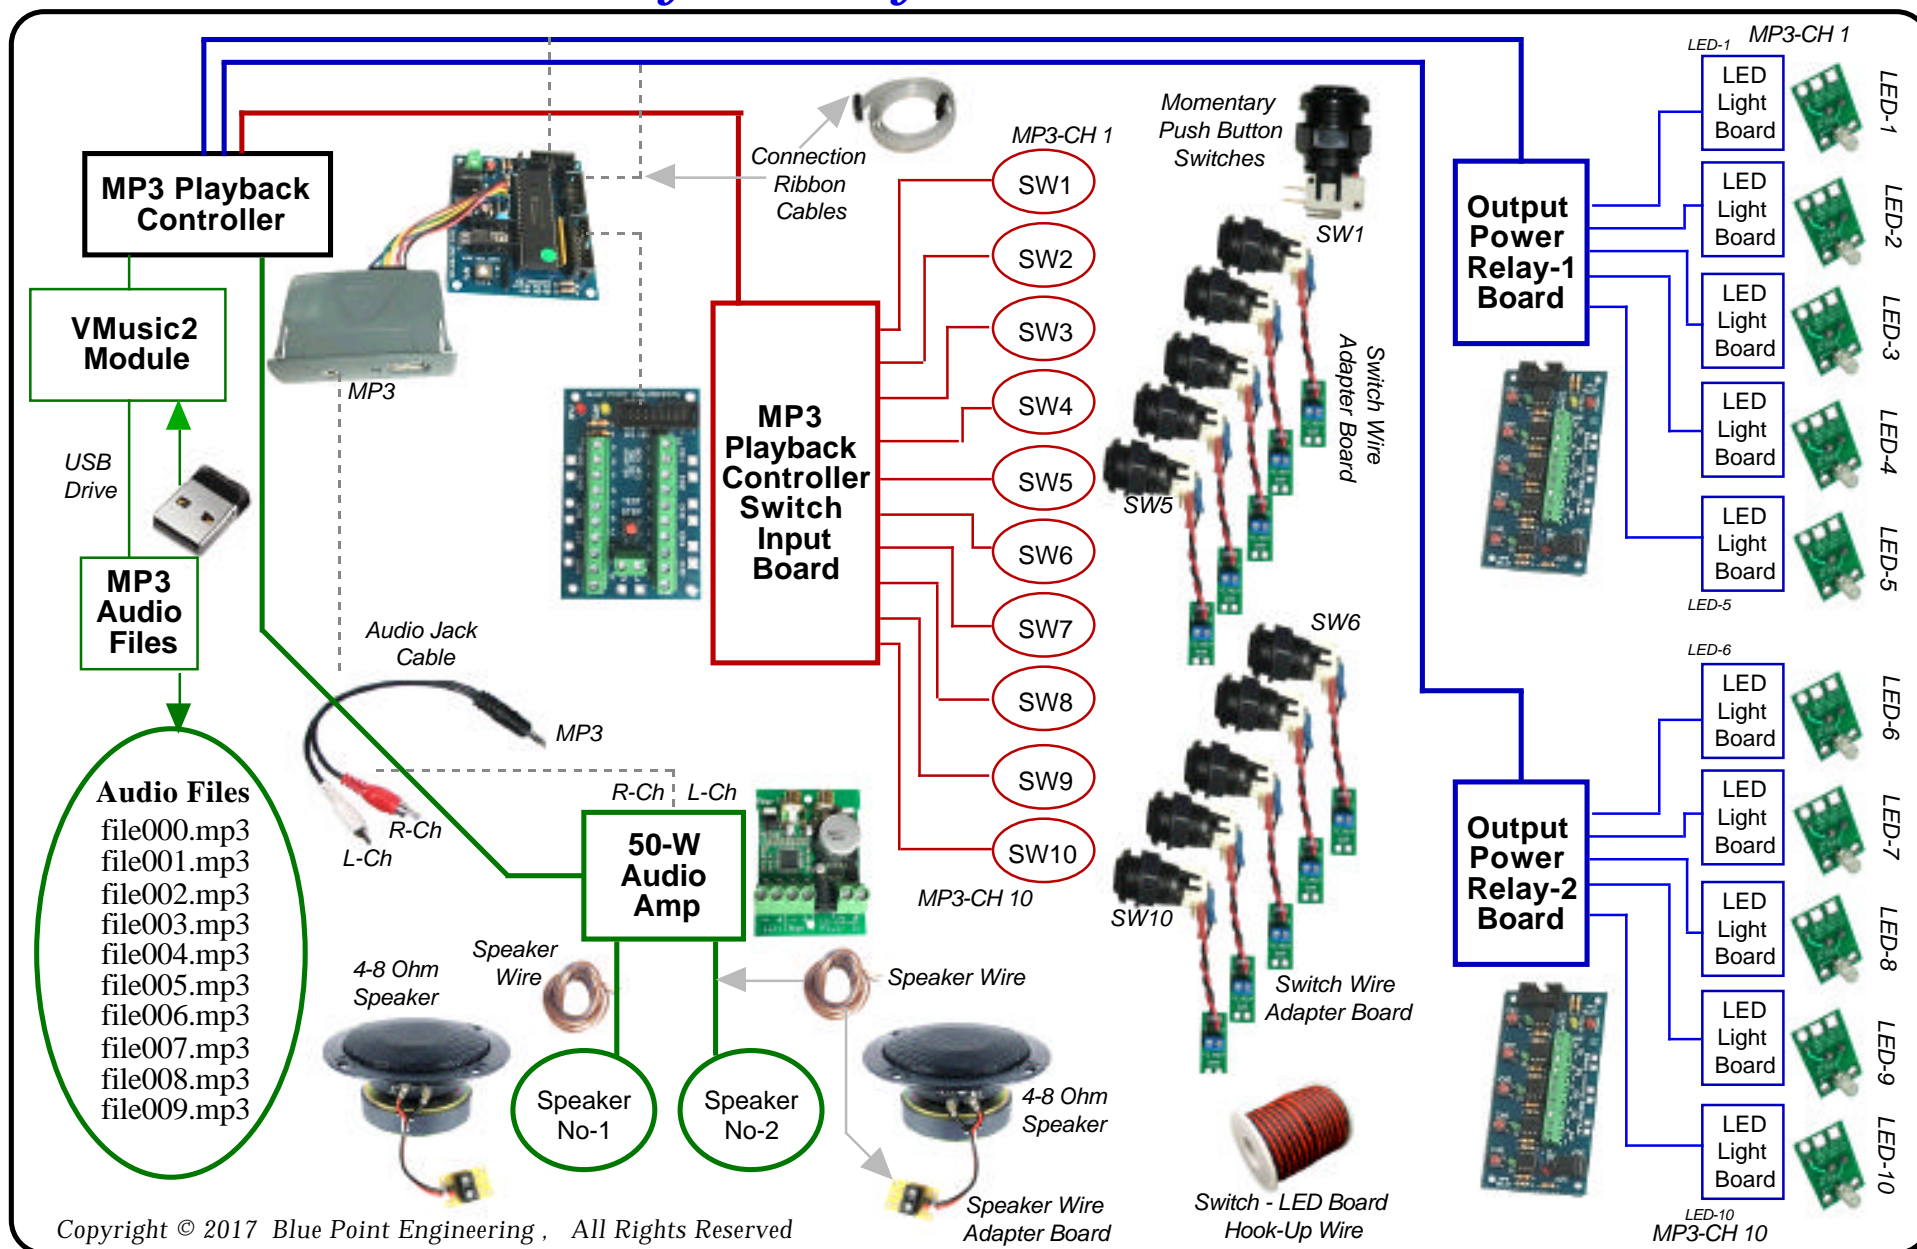 MP3 Playback
Controller
VMusic2
Module
USB
Drive
MP3
Audio
Files
Audio Files
file000.mp3
file001.mp3
file002.mp3
file003.mp3
file004.mp3
file005.mp3
file006.mp3
file007.mp3
file008.mp3
file009.mp3
MP3
Audio Jack
Cable
MP3
R-Ch
L-Ch
R-Ch L-Ch
50-W
Audio
Amp
Speaker
Wire
Speaker Wire
4-8 Ohm
Speaker
Speaker
No-1
Speaker
No-2
4-8 Ohm
Speaker
Speaker Wire
Adapter Board
Connection
Ribbon
Cables
MP3
Playback
Controller
Switch
Input
Board
MP3-CH 1
SW1
SW2
SW3
SW4
SW5
SW6
SW7
SW8
SW9
SW10
MP3-CH 10
Momentary
Push Button
Switches
SW1
Switch Wire
Adapter Board
SW5
SW6
SW10
Switch Wire
Adapter Board
Switch - LED Board
Hook-Up Wire
Output
Power
Relay-1
Board
MP3-CH 1
LED-1
LED
Light
Board
LED-1
LED
Light
Board
LED-2
LED
Light
Board
LED-3
LED
Light
Board
LED-4
LED
Light
Board
LED-5
LED-5
Output
Power
Relay-2
Board
LED-6
LED
Light
Board
LED-6
LED
Light
Board
LED-7
LED
Light
Board
LED-8
LED
Light
Board
LED-9
LED
Light
Board
LED-10
LED-10
MP3-CH 10
Copyright © 2017 Blue Point Engineering , All Rights Reserved